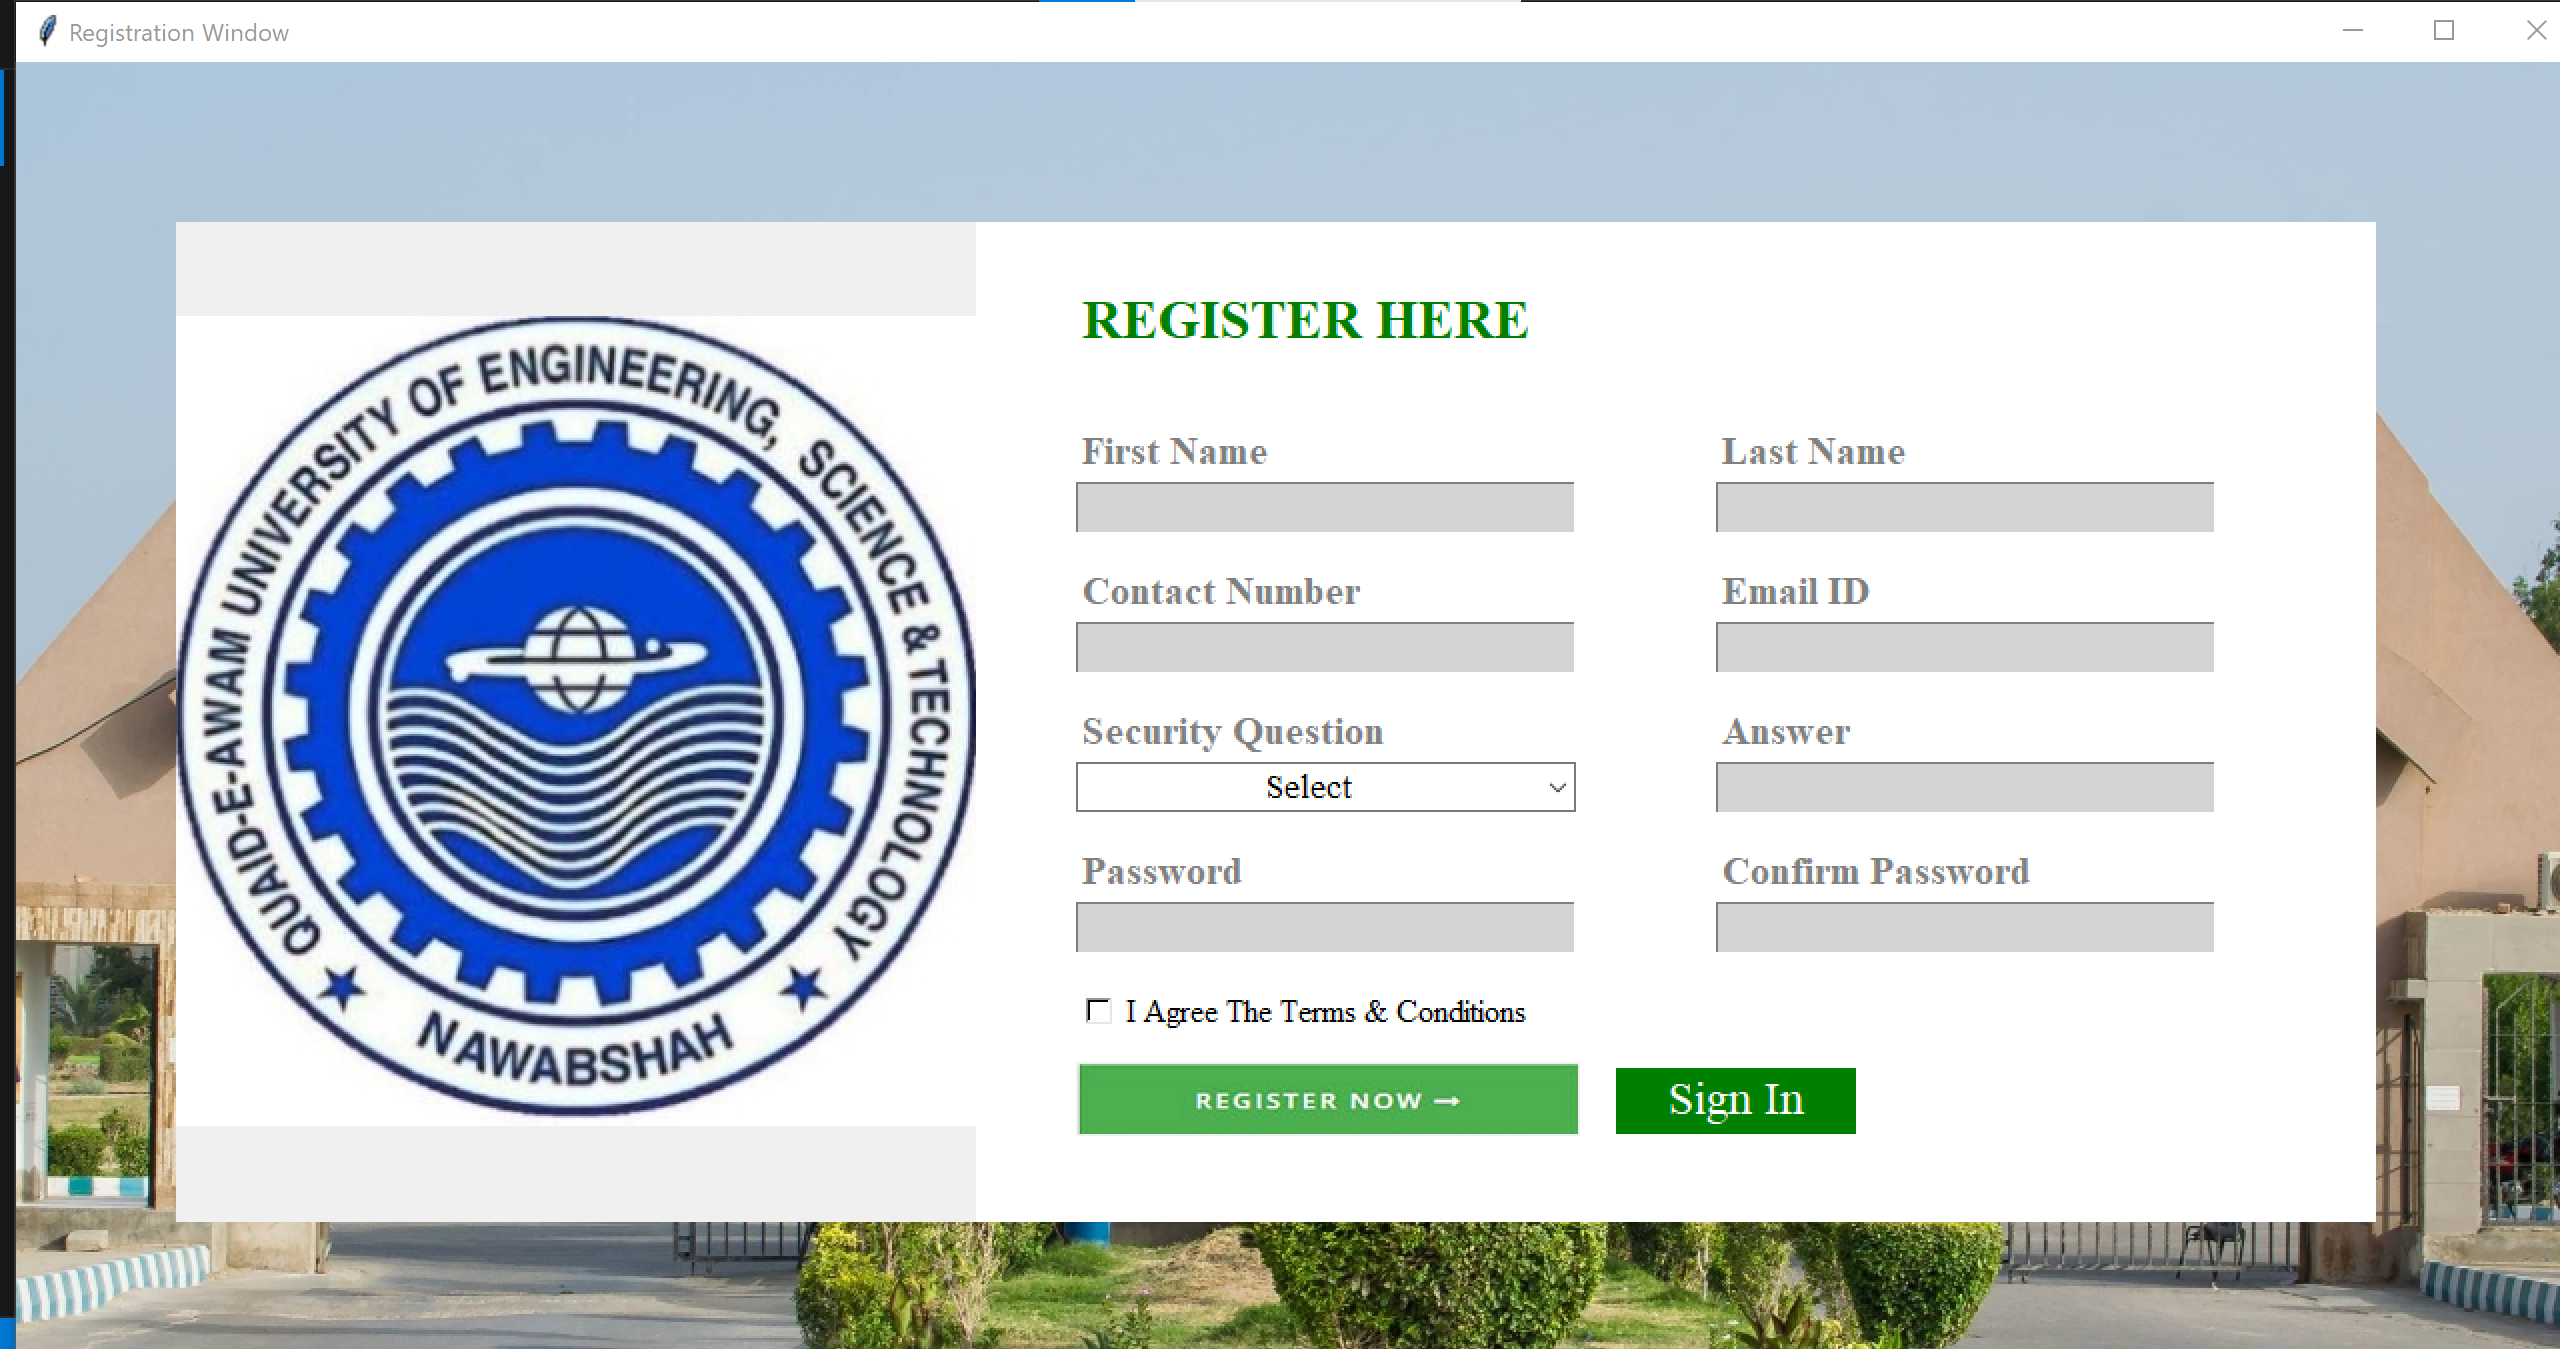 Registration Window
QUAID-E-AWAM UNIVERSITY OF ENGINEERING, SCIENCE & TECHNOLOGY
NAWABSHAH
REGISTER HERE
First Name
Last Name
Contact Number
Email ID
Security Question
Answer
Select
Password
Confirm Password
I Agree The Terms & Conditions
REGISTER NOW →
Sign In